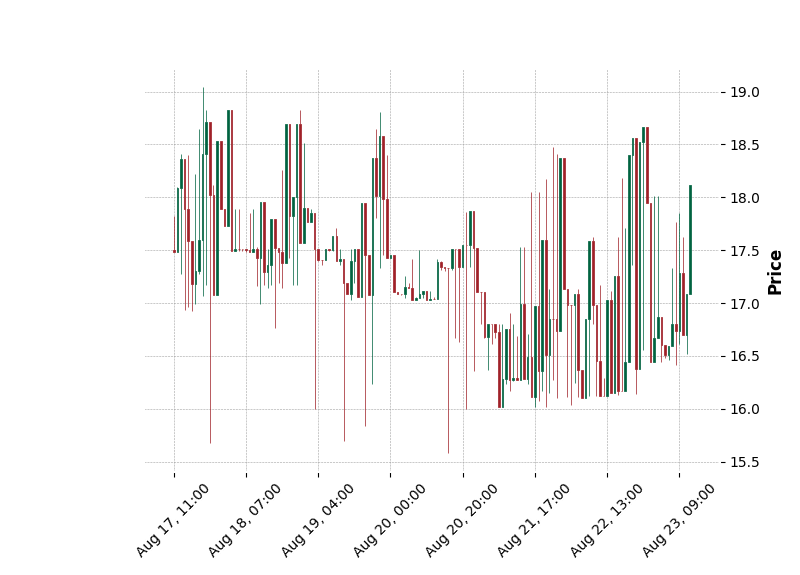 19.0
18.5
18.0
17.5
17.0
16.5
16.0
15.5
Price
Aug 17, 11:00
Aug 18, 07:00
Aug 19, 04:00
Aug 20, 00:00
Aug 20, 20:00
Aug 21, 17:00
Aug 22, 13:00
Aug 23, 09:00